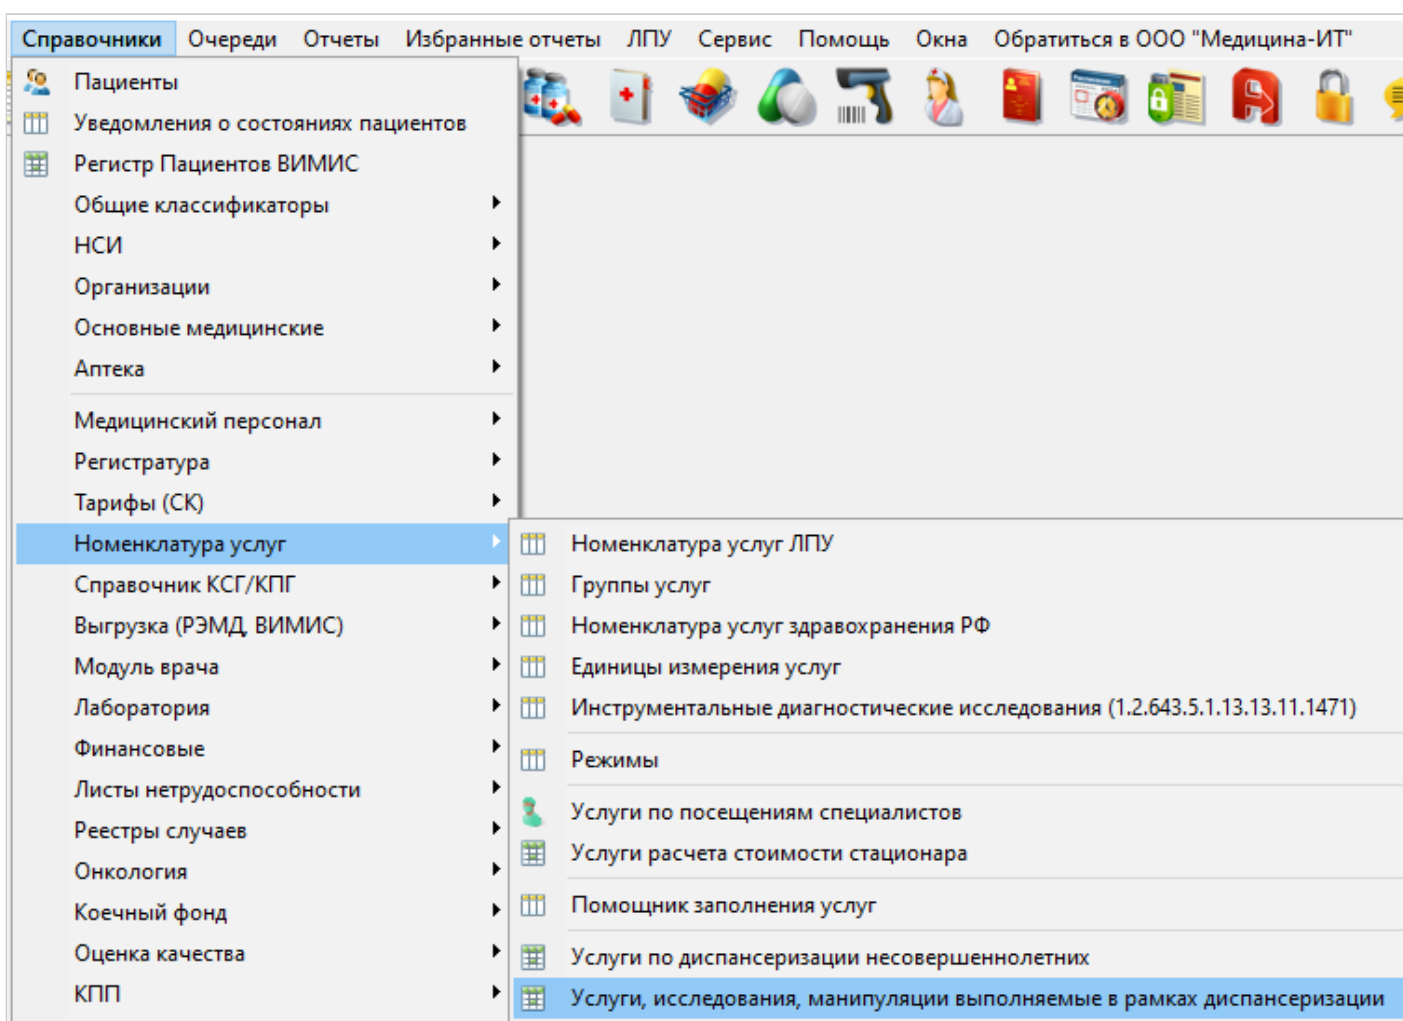 Справочники Очереди Отчеты Избранные отчеты ЛПУ Сервис Помощь Окна Обратиться в ООО "Медицина-ИТ"
Пациенты
Уведомления о состояниях пациентов
Регистр Пациентов ВИМИС
Общие классификаторы
НСИ
Организации
Основные медицинские
Аптека
Медицинский персонал
Регистратура
Тарифы (СК)
Номенклатура услуг
Справочник КСГ/КПГ
Выгрузка (РЭМД, ВИМИС)
Модуль врача
Лаборатория
Финансовые
Листы нетрудоспособности
Реестры случаев
Онкология
Коечный фонд
Оценка качества
КПП
Номенклатура услуг ЛПУ
Группы услуг
Номенклатура услуг здравохранения РФ
Единицы измерения услуг
Инструментальные диагностические исследования (1.2.643.5.1.13.13.11.1471)
Режимы
Услуги по посещениям специалистов
Услуги расчета стоимости стационара
Помощник заполнения услуг
Услуги по диспансеризации несовершеннолетних
Услуги, исследования, манипуляции выполняемые в рамках диспансеризации